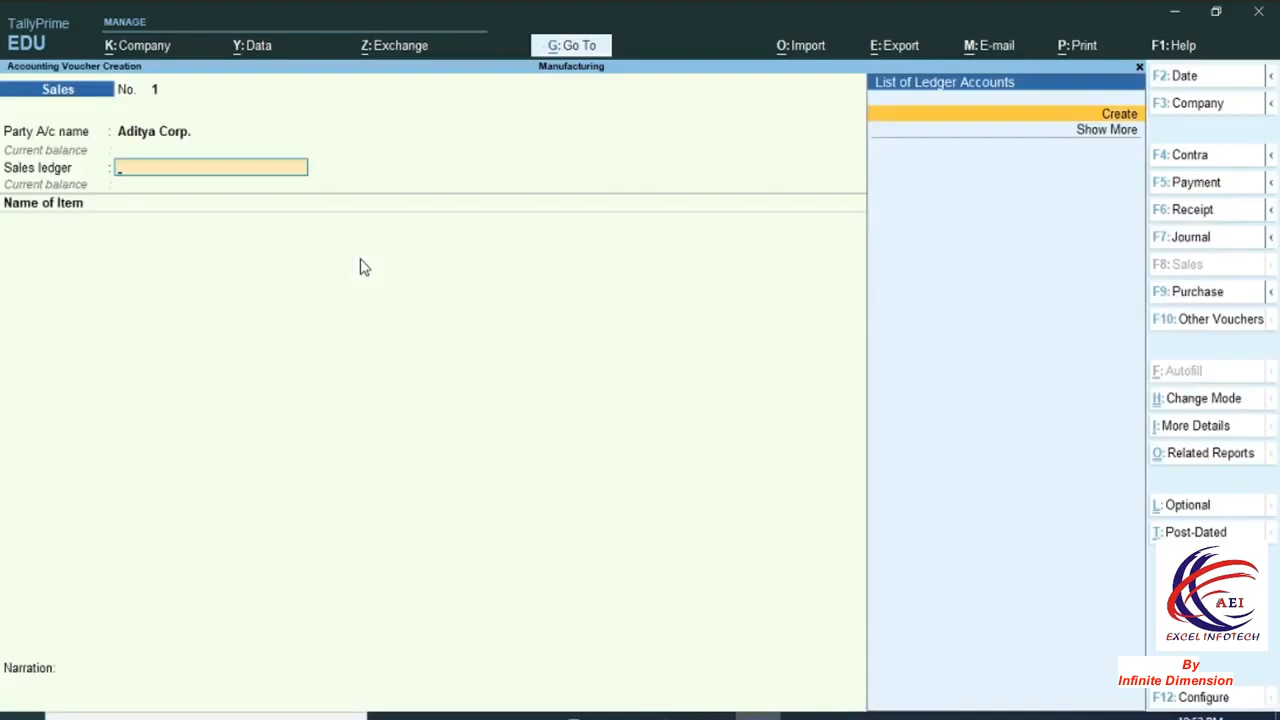 TallyPrime
EDU
MANAGE
K: Company
Y: Data
Z: Exchange
G: Go To
O: Import
E: Export
M: E-mail
P: Print
F1: Help
Accounting Voucher Creation
Manufacturing
Sales No. 1
Party A/c name : Aditya Corp.
Current balance :
Sales ledger :
Current balance :
Name of Item
Narration:
List of Ledger Accounts
Create
Show More
F2: Date
F3: Company
F4: Contra
F5: Payment
F6: Receipt
F7: Journal
F8: Sales
F9: Purchase
F10: Other Vouchers
F: Autofill
H: Change Mode
I: More Details
O: Related Reports
L: Optional
T: Post-Dated
AEI
EXCEL INFOTECH
By
Infinite Dimension
F12: Configure